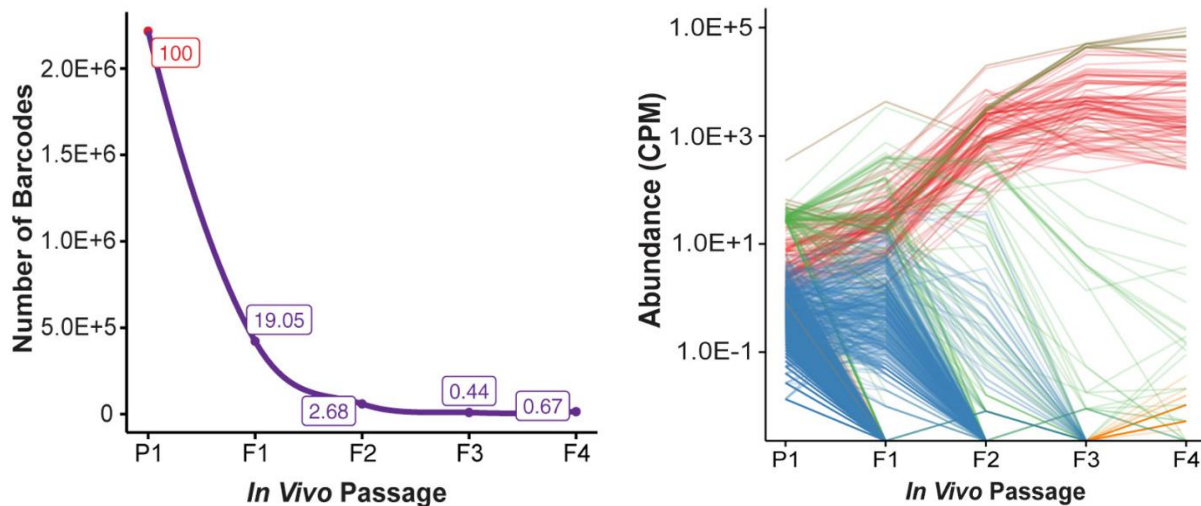 Number of Barcodes
2.0E+6
1.5E+6
1.0E+6
5.0E+5
0
100
19.05
2.68
0.44
0.67
P1 F1 F2 F3 F4
In Vivo Passage
Abundance (CPM)
1.0E+5
1.0E+3
1.0E+1
1.0E-1
P1 F1 F2 F3 F4
In Vivo Passage